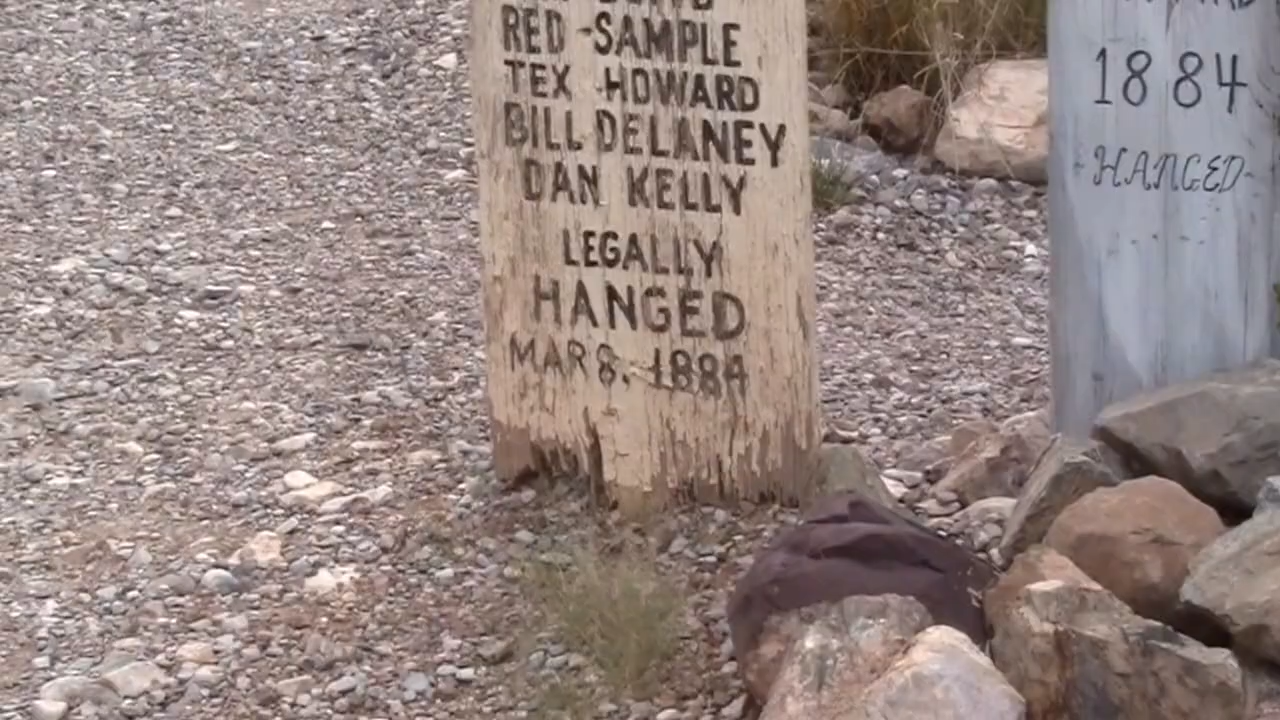 RED -SAMPLE
TEX -HOWARD
BILL DELANEY
DAN KELLY
LEGALLY
HANGED
MAR 8. 1884
1884
-HANGED-